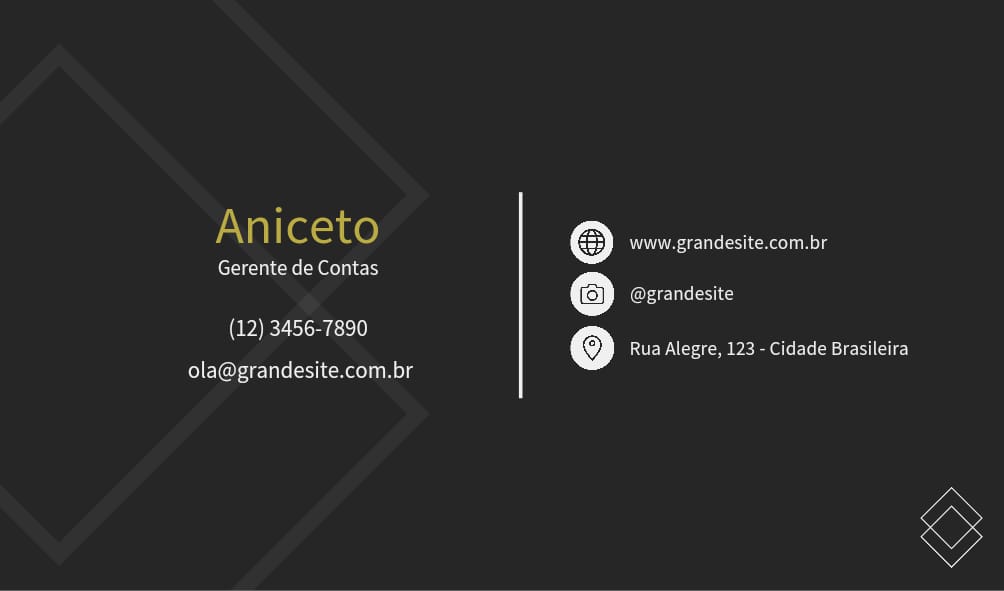 Aniceto
Gerente de Contas
(12) 3456-7890
ola@grandesite.com.br
www.grandesite.com.br
@grandesite
Rua Alegre, 123 - Cidade Brasileira